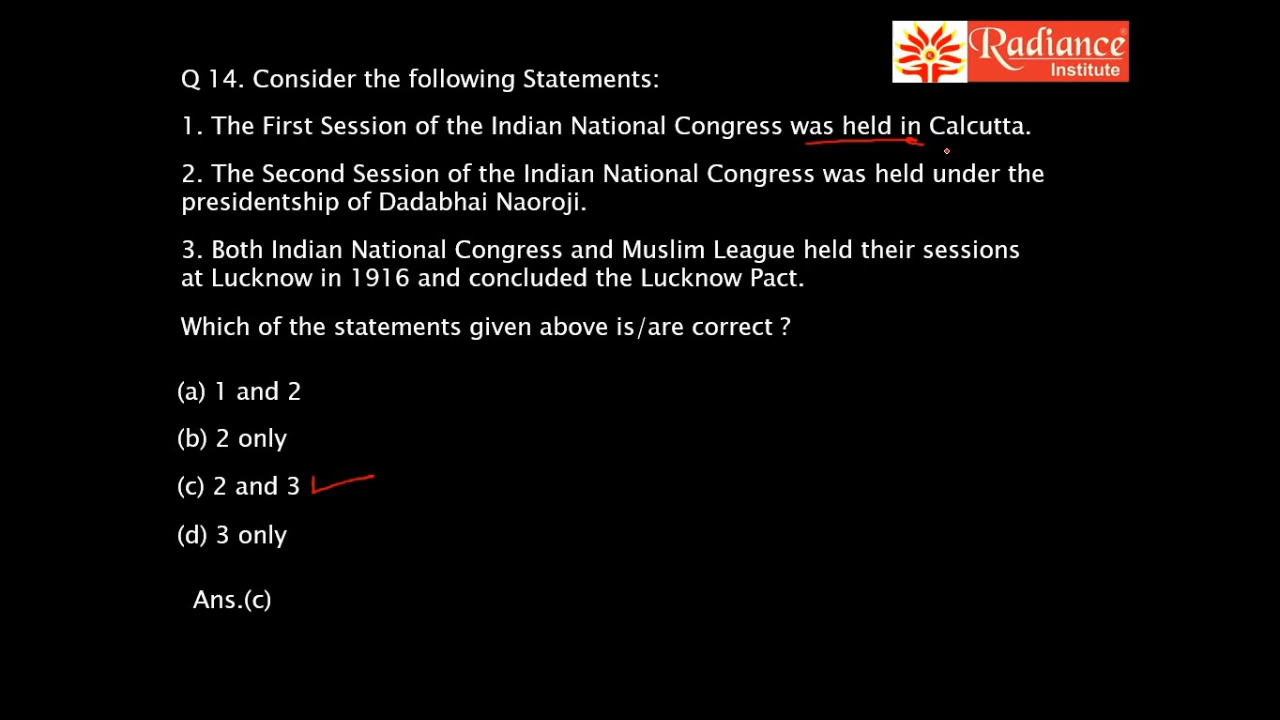 Radiance
Institute
Q 14. Consider the following Statements:
1. The First Session of the Indian National Congress was held in Calcutta.
2. The Second Session of the Indian National Congress was held under the
presidentship of Dadabhai Naoroji.
3. Both Indian National Congress and Muslim League held their sessions
at Lucknow in 1916 and concluded the Lucknow Pact.
Which of the statements given above is/are correct ?
(a) 1 and 2
(b) 2 only
(c) 2 and 3
(d) 3 only
Ans.(c)